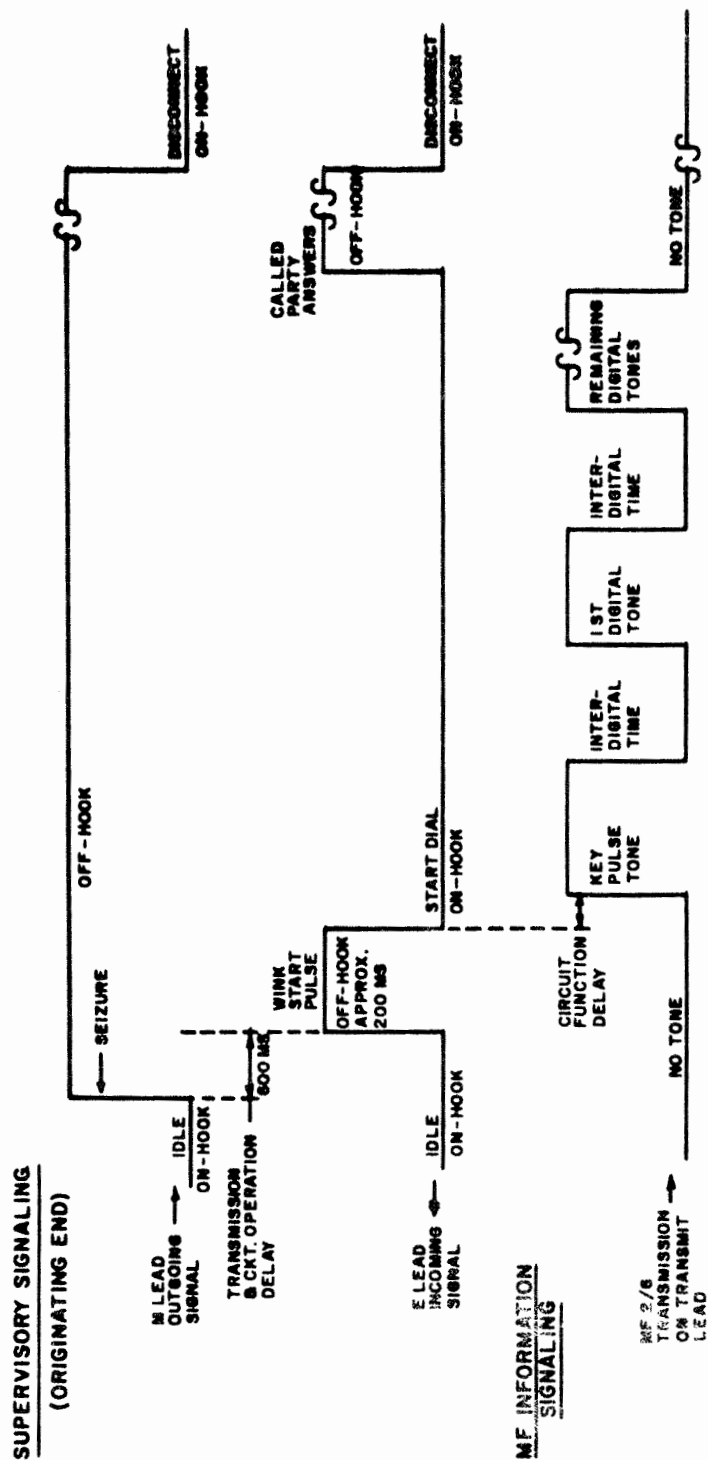 SUPERVISORY SIGNALING
(ORIGINATING END)
M LEAD
OUTGOING
SIGNAL
IDLE
ON-HOOK
SEIZURE
OFF-HOOK
DISCONNECT
ON-HOOK
TRANSMISSION
& CKT. OPERATION
DELAY
600 MS
WINK
START
PULSE
OFF-HOOK
APPROX.
200 MS
E LEAD
INCOMING
SIGNAL
IDLE
ON-HOOK
START DIAL
ON-HOOK
CALLED
PARTY
ANSWERS
OFF-HOOK
DISCONNECT
ON-HOOK
MF INFORMATION
SIGNALING
CIRCUIT
FUNCTION
DELAY
MF 2/6
TRANSMISSION
ON TRANSMIT
LEAD
NO TONE
KEY
PULSE
TONE
INTER-
DIGITAL
TIME
1ST
DIGITAL
TONE
INTER-
DIGITAL
TIME
REMAINING
DIGITAL
TONES
NO TONE